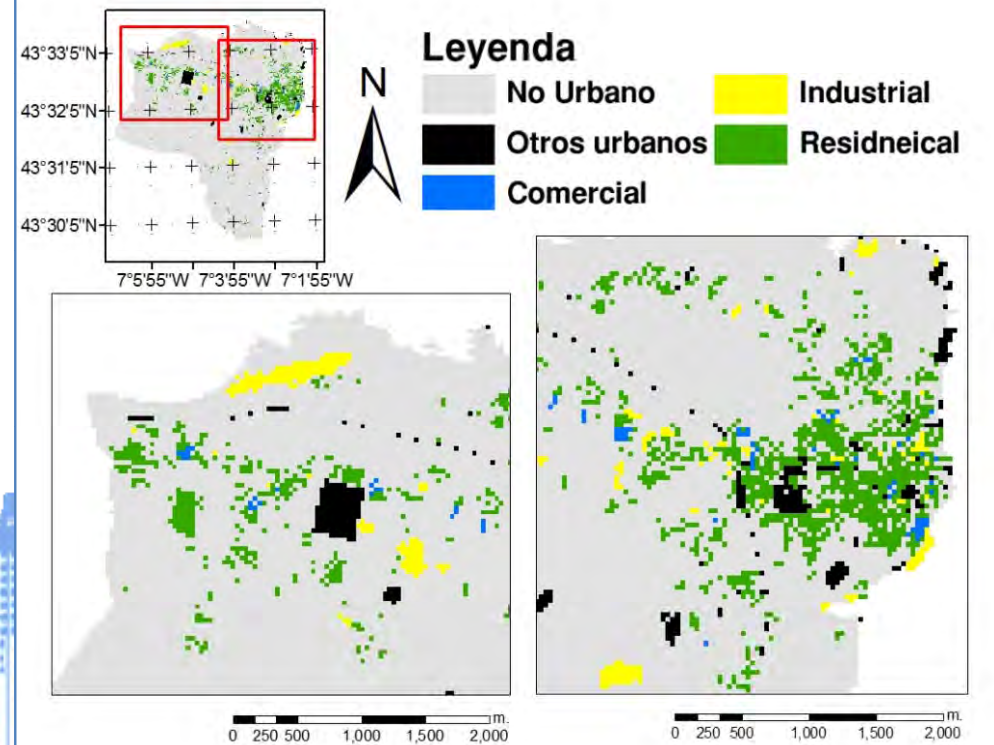 43°33'5"N
43°32'5"N
43°31'5"N
43°30'5"N
7°5'55"W 7°3'55"W 7°1'55"W
N
Leyenda
No Urbano
Industrial
Otros urbanos
Residneical
Comercial
m.
0 250 500 1,000 1,500 2,000
m.
0 250 500 1,000 1,500 2,000